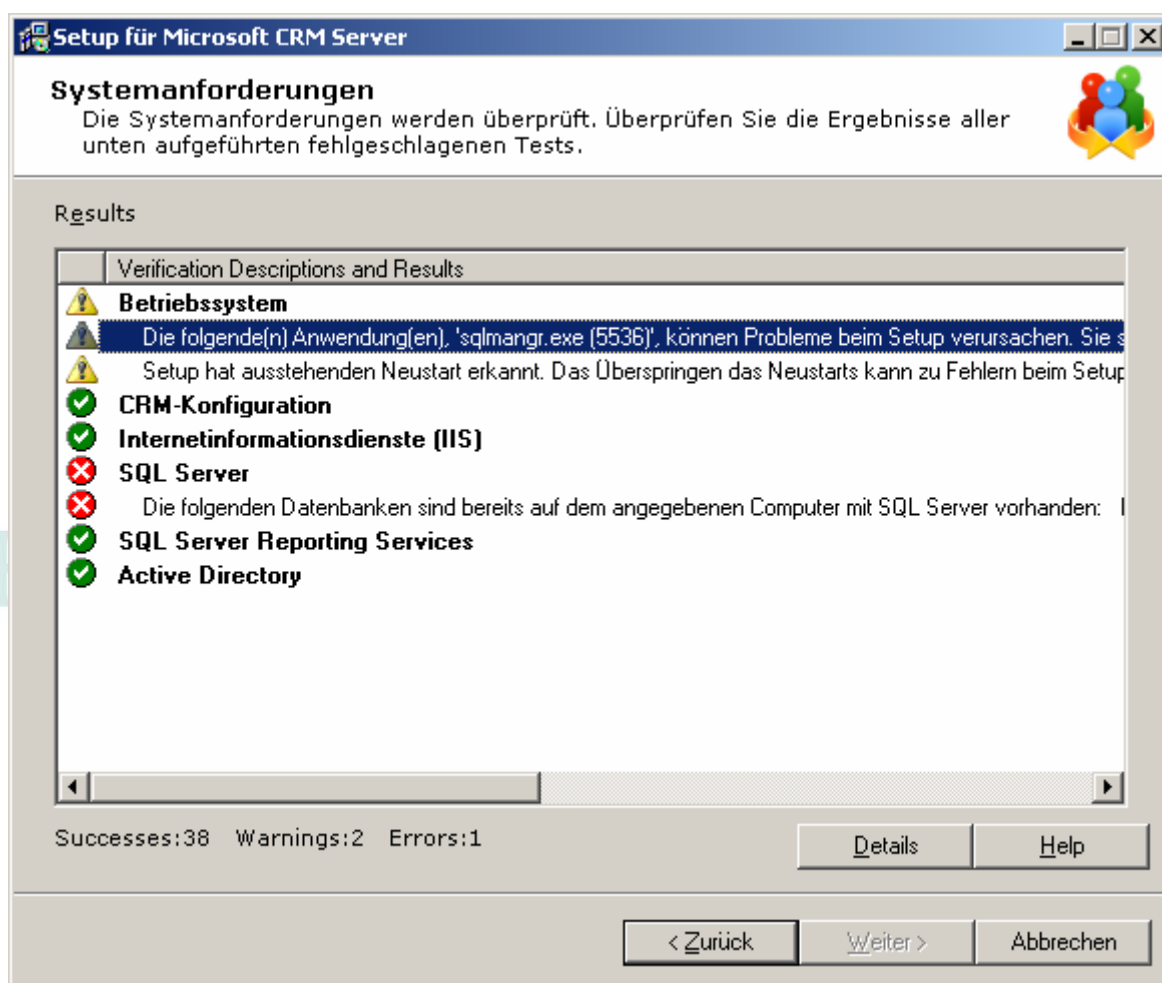 Setup für Microsoft CRM Server
Systemanforderungen
Die Systemanforderungen werden überprüft. Überprüfen Sie die Ergebnisse aller
unten aufgeführten fehlgeschlagenen Tests.
Results
Verification Descriptions and Results
Betriebssystem
Die folgende(n) Anwendung(en), 'sqlmangr.exe (5536)', können Probleme beim Setup verursachen. Sie s
Setup hat ausstehenden Neustart erkannt. Das Überspringen das Neustarts kann zu Fehlern beim Setup
CRM-Konfiguration
Internetinformationsdienste (IIS)
SQL Server
Die folgenden Datenbanken sind bereits auf dem angegebenen Computer mit SQL Server vorhanden:
SQL Server Reporting Services
Active Directory
Successes:38 Warnings:2 Errors:1
Details Help
< Zurück Weiter > Abbrechen